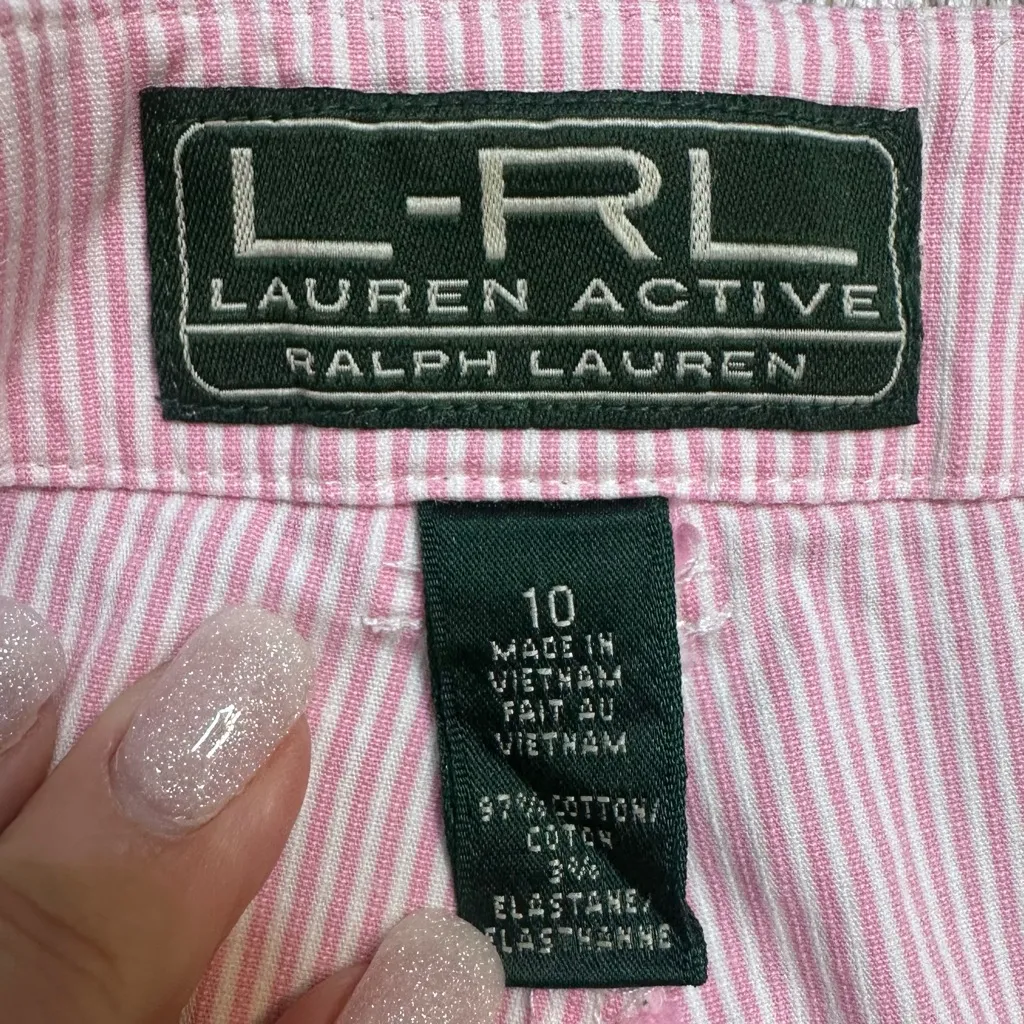 L-RL
LAUREN ACTIVE
RALPH LAUREN
10
MADE IN
VIETNAM
FAIT AU
VIETNAM
97% COTTON/
COTON
3%
ELASTANE/
ELASTHANNE